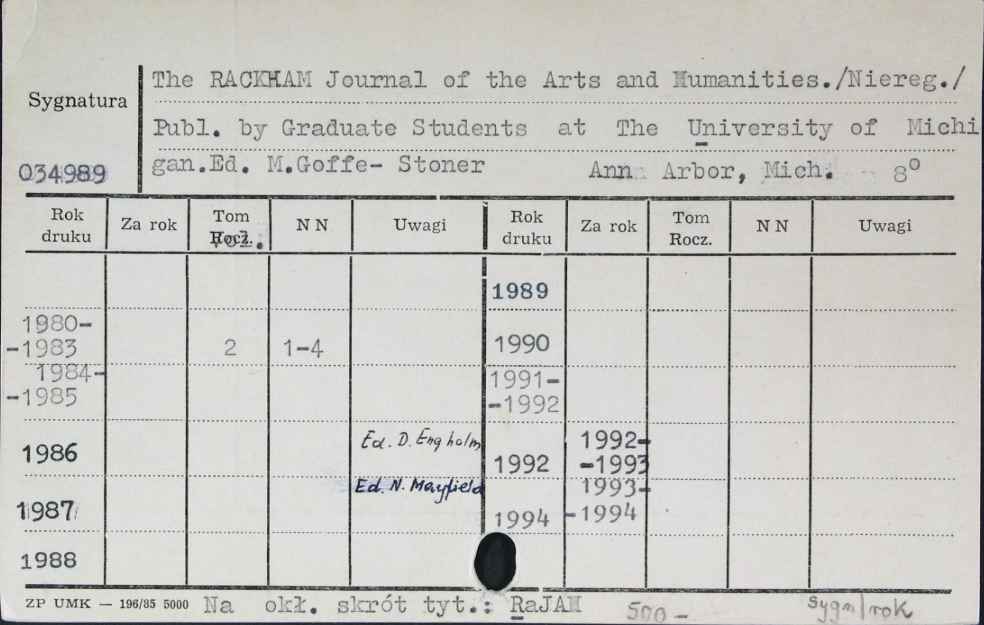 The RACKHAM Journal of the Arts and Humanities./Niereg./
Sygnatura
Publ. by Graduate Students at The University of Michi
034989
gan.Ed. M.Goffe- Stoner Ann Arbor, Mich. 8°
Rok druku Za rok Tom Rocz. Vol. N N Uwagi Rok druku Za rok Tom Rocz. N N Uwagi
1989
1980-
-1983 2 1-4 1990
1984-
-1985 1991-
-1992
1986 Ed. D. Engholm 1992 1992-
-1993
1987 Ed. N. Mayfield 1994 1993-
-1994
1988
ZP UMK — 196/85 5000 Na okł. skrót tyt.: RaJAH 500 - sygn/rok